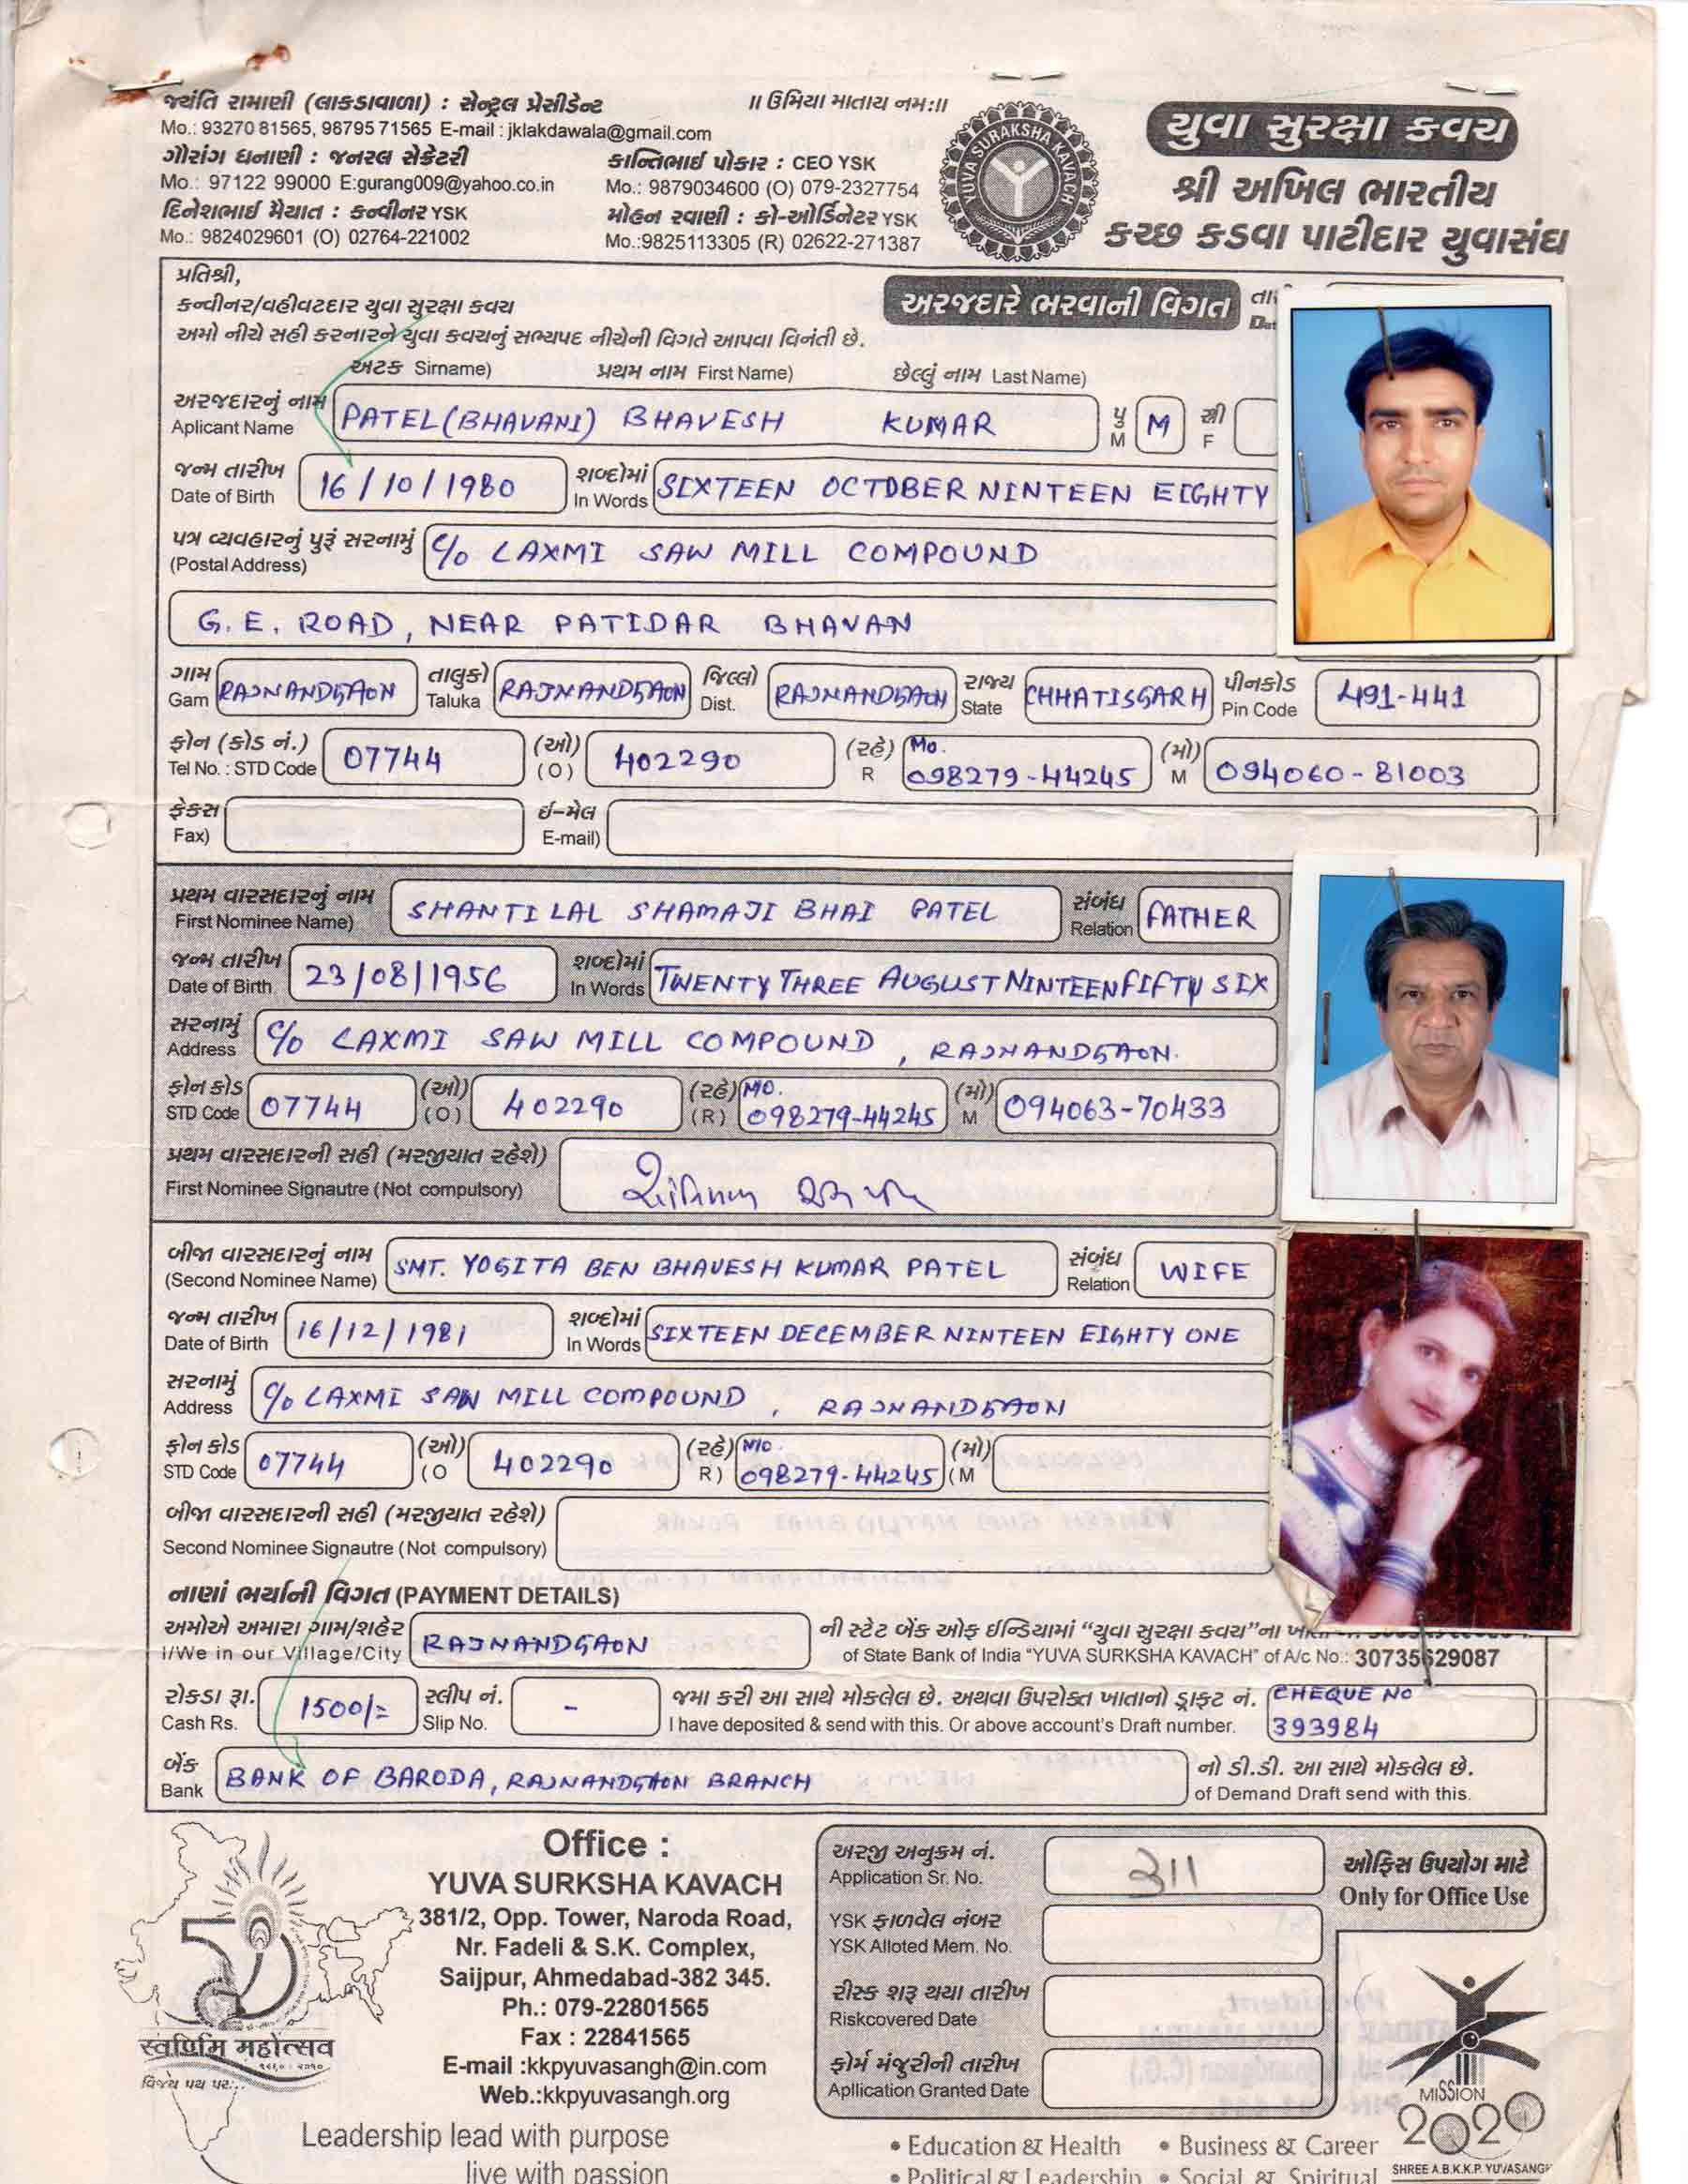 જયંતિ રામાણી (લાકડાવાળા) : સેન્ટ્રલ પ્રેસીડેન્ટ
Mo.: 93270 81565, 98795 71565 E-mail : jklakdawala@gmail.com
ગૌરાંગ ધનાણી : જનરલ સેક્રેટરી
Mo.: 97122 99000 E:gurang009@yahoo.co.in
દિનેશભાઈ મૈયાત : કન્વીનર YSK
Mo.: 9824029601 (O) 02764-221002
॥ ઉમિયા માતાય નમઃ॥
કાન્તિભાઈ પોકાર : CEO YSK
Mo.: 9879034600 (O) 079-2327754
મોહન રવાણી : કો-ઓર્ડિનેટર YSK
Mo.:9825113305 (R) 02622-271387
YUVA SURAKSHA KAVACH
યુવા સુરક્ષા કવચ
શ્રી અખિલ ભારતીય
કચ્છ કડવા પાટીદાર યુવાસંઘ
પ્રતિશ્રી,
કન્વીનર/વહીવટદાર યુવા સુરક્ષા કવચ
અરજદારે ભરવાની વિગત
અમો નીચે સહી કરનારને યુવા કવચનું સભ્યપદ નીચેની વિગતે આપવા વિનંતી છે.
અટક Sirname) પ્રથમ નામ First Name) છેલ્લું નામ Last Name)
અરજદારનું નામ Aplicant Name PATEL(BHAVANI) BHAVESH KUMAR પુ M M સ્ત્રી F
જન્મ તારીખ Date of Birth 16/10/1980 શબ્દોમાં In Words SIXTEEN OCTOBER NINTEEN EIGHTY
પત્ર વ્યવહારનું પુરૂં સરનામું (Postal Address) C/o LAXMI SAW MILL COMPOUND
G.E. ROAD, NEAR PATIDAR BHAVAN
ગામ Gam RAJNANDGAON તાલુકો Taluka RAJNANDGAON જિલ્લો Dist. RAJNANDGAON રાજ્ય State CHHATISGARH પીનકોડ Pin Code 491-441
ફોન (કોડ નં.) Tel No. : STD Code 07744 (ઓ) (O) 402290 (રહે) R Mo. 098279-44245 (મો) M 094060-81003
ફેક્સ Fax) ઈ-મેલ E-mail)
પ્રથમ વારસદારનું નામ First Nominee Name) SHANTI LAL SHAMAJI BHAI PATEL સંબંધ Relation FATHER
જન્મ તારીખ Date of Birth 23/08/1956 શબ્દોમાં In Words TWENTY THREE AUGUST NINTEEN FIFTY SIX
સરનામું Address C/o LAXMI SAW MILL COMPOUND, RAJNANDGAON.
ફોન કોડ STD Code 07744 (ઓ) (O) 402290 (રહે) (R) MO. 098279-44245 (મો) M 094063-70433
પ્રથમ વારસદારની સહી (મરજીયાત રહેશે)
First Nominee Signautre (Not compulsory)
બીજા વારસદારનું નામ (Second Nominee Name) SMT. YOGITA BEN BHAVESH KUMAR PATEL સંબંધ Relation WIFE
જન્મ તારીખ Date of Birth 16/12/1981 શબ્દોમાં In Words SIXTEEN DECEMBER NINTEEN EIGHTY ONE
સરનામું Address C/o LAXMI SAW MILL COMPOUND, RAJNANDGAON
ફોન કોડ STD Code 07744 (ઓ) (O 402290 (રહે) R) Mo. 098279-44245 (મો) (M
બીજા વારસદારની સહી (મરજીયાત રહેશે)
Second Nominee Signautre (Not compulsory)
નાણાં ભર્યાની વિગત (PAYMENT DETAILS)
અમોએ અમારા ગામ/શહેર I/We in our Village/City RAJNANDGAON ની સ્ટેટ બેંક ઓફ ઈન્ડિયામાં “યુવા સુરક્ષા કવચ”ના
of State Bank of India "YUVA SURKSHA KAVACH" of A/c No.: 30735629087
રોકડા રૂા. Cash Rs. 1500/= સ્લીપ નં. Slip No. - જમા કરી આ સાથે મોકલેલ છે. અથવા ઉપરોક્ત ખાતાનો ડ્રાફ્ટ નં. CHEQUE NO
I have deposited & send with this. Or above account's Draft number. 393984
બેંક Bank BANK OF BARODA, RAJNANDGAON BRANCH નો ડી.ડી. આ સાથે મોકલેલ છે.
of Demand Draft send with this.
50
स्वर्णिम महोत्सव
Office :
YUVA SURKSHA KAVACH
381/2, Opp. Tower, Naroda Road,
Nr. Fadeli & S.K. Complex,
Saijpur, Ahmedabad-382 345.
Ph.: 079-22801565
Fax : 22841565
E-mail :kkpyuvasangh@in.com
Web.:kkpyuvasangh.org
Leadership lead with purpose
live with passion
અરજી અનુક્રમ નં. Application Sr. No. 311
ઓફિસ ઉપયોગ માટે
Only for Office Use
YSK ફાળવેલ નંબર
YSK Alloted Mem. No.
રીસ્ક શરૂ થયા તારીખ
Riskcovered Date
ફોર્મ મંજુરીની તારીખ
Apllication Granted Date
MISSION
2020
SHREE A.B.K.K.P. YUVASANGH
• Education & Health • Business & Career
• Political & Leadership • Social & Spiritual